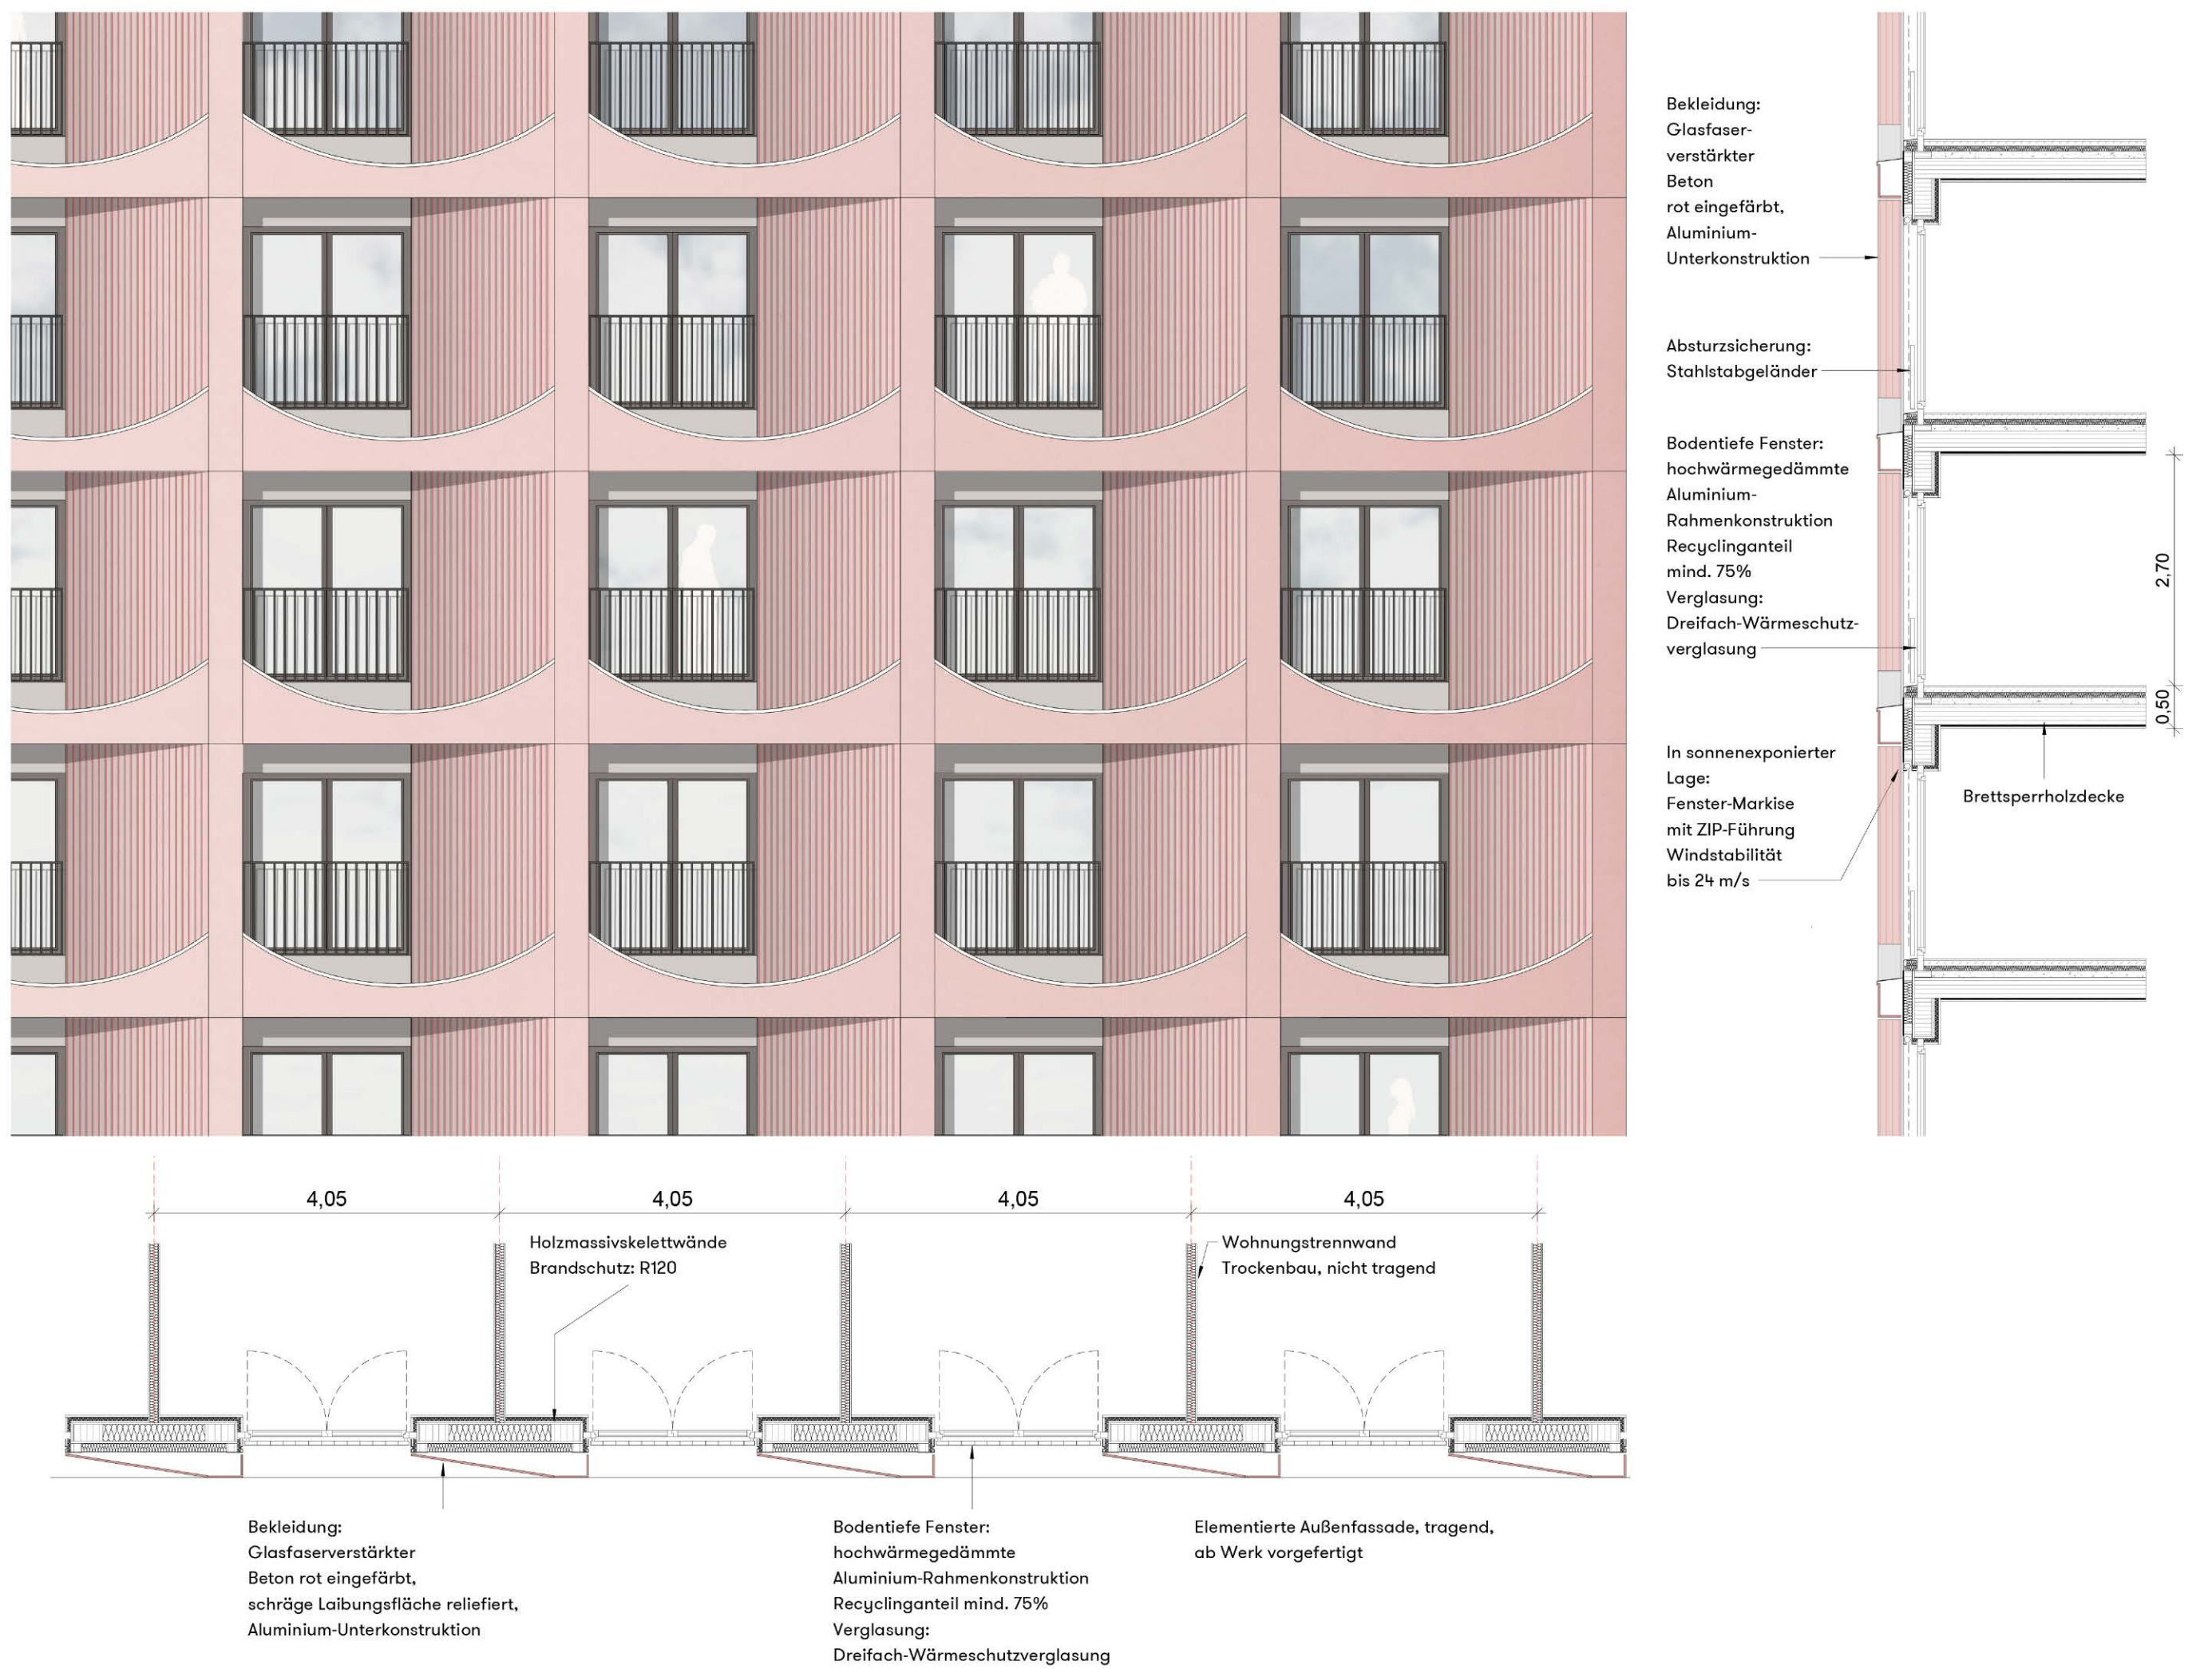 Bekleidung:
Glasfaser-
verstärkter
Beton
rot eingefärbt,
Aluminium-
Unterkonstruktion
Absturzsicherung:
Stahlstabgeländer
Bodentiefe Fenster:
hochwärmegedämmte
Aluminium-
Rahmenkonstruktion
Recyclinganteil
mind. 75%
Verglasung:
Dreifach-Wärmeschutz-
verglasung
2,70
0,50
In sonnenexponierter
Lage:
Fenster-Markise
mit ZIP-Führung
Windstabilität
bis 24 m/s
Brettsperrholzdecke
4,05
4,05
4,05
4,05
Holzmassivskelettwände
Brandschutz: R120
Wohnungstrennwand
Trockenbau, nicht tragend
Bekleidung:
Glasfaserverstärkter
Beton rot eingefärbt,
schräge Laibungsfläche reliefiert,
Aluminium-Unterkonstruktion
Bodentiefe Fenster:
hochwärmegedämmte
Aluminium-Rahmenkonstruktion
Recyclinganteil mind. 75%
Verglasung:
Dreifach-Wärmeschutzverglasung
Elementierte Außenfassade, tragend,
ab Werk vorgefertigt